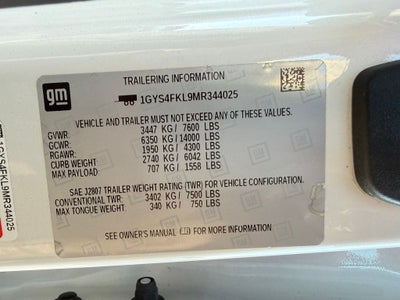 gm
TRAILERING INFORMATION
1GYS4FKL9MR344025
VEHICLE AND TRAILER MUST NOT EXCEED ANY OF THESE VALUES:
GVWR: 3447 KG / 7600 LBS
GCWR: 6350 KG / 14000 LBS
RGAWR: 1950 KG / 4300 LBS
CURB WEIGHT 2740 KG / 6042 LBS
MAX PAYLOAD: 707 KG / 1558 LBS
SAE J2807 TRAILER WEIGHT RATING (TWR) FOR VEHICLE CONFIGURATION.
CONVENTIONAL TWR: 3402 KG / 7500 LBS
MAX TONGUE WEIGHT: 340 KG / 750 LBS
SEE OWNER'S MANUAL FOR MORE INFORMATION
1GYS4FKL9MR344025